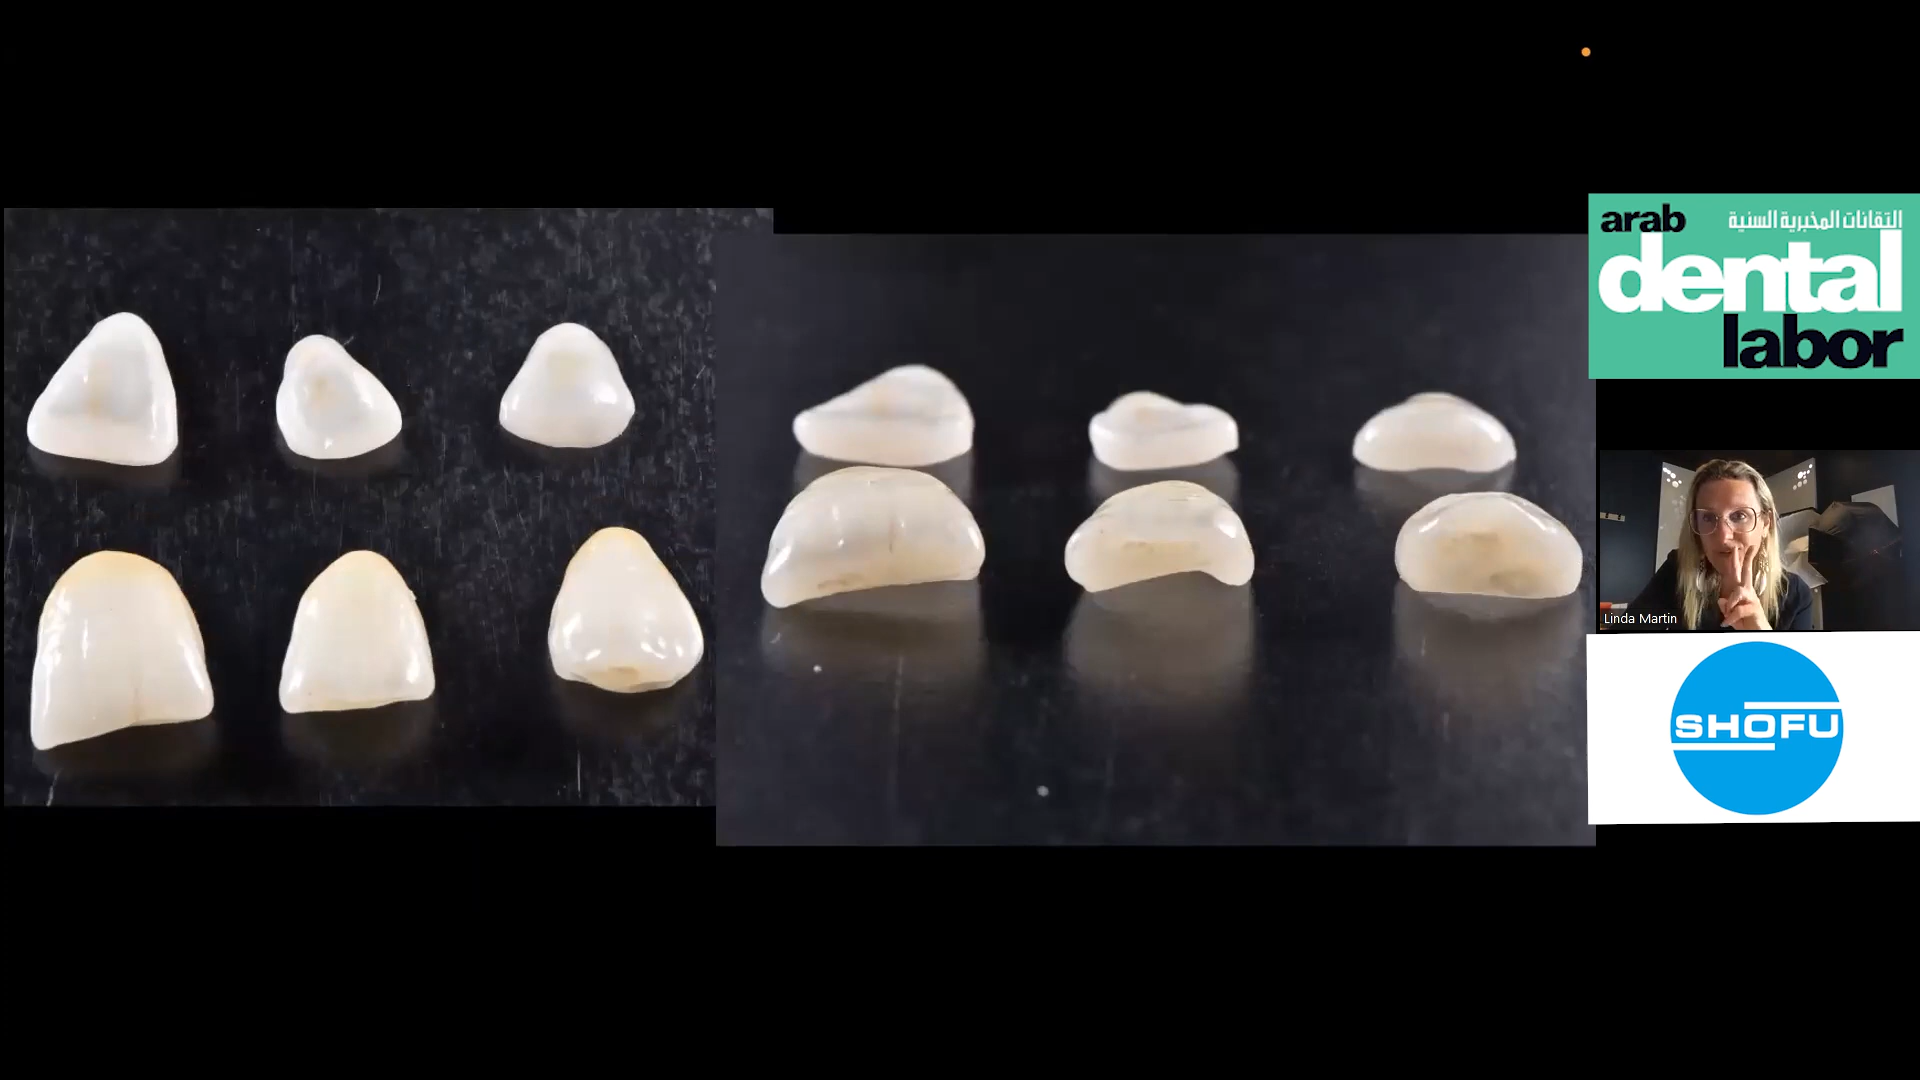 arab
التقانات المخبرية السنية
dental
labor
Linda Martin
SHOFU